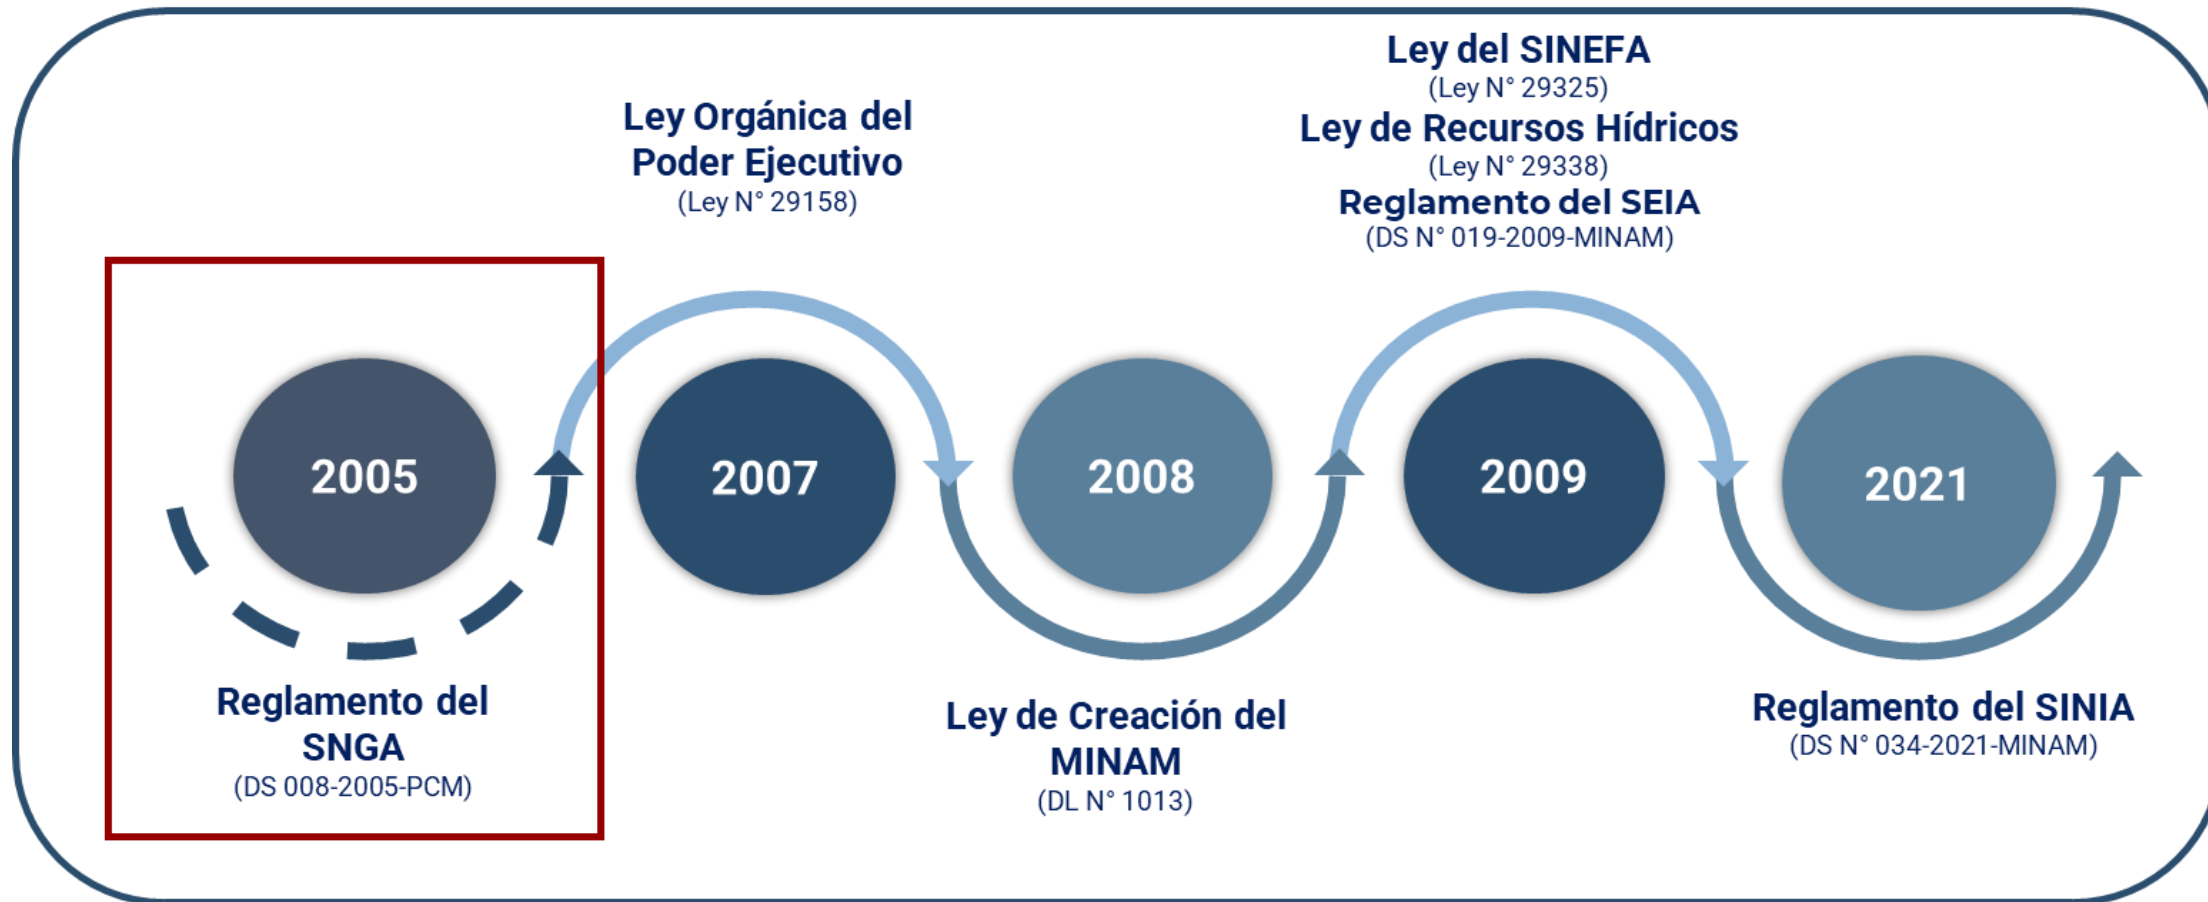 2005
Reglamento del
SNGA
(DS 008-2005-PCM)
Ley Orgánica del
Poder Ejecutivo
(Ley N° 29158)
2007
2008
Ley de Creación del
MINAM
(DL N° 1013)
Ley del SINEFA
(Ley N° 29325)
Ley de Recursos Hídricos
(Ley N° 29338)
Reglamento del SEIA
(DS N° 019-2009-MINAM)
2009
2021
Reglamento del SINIA
(DS N° 034-2021-MINAM)